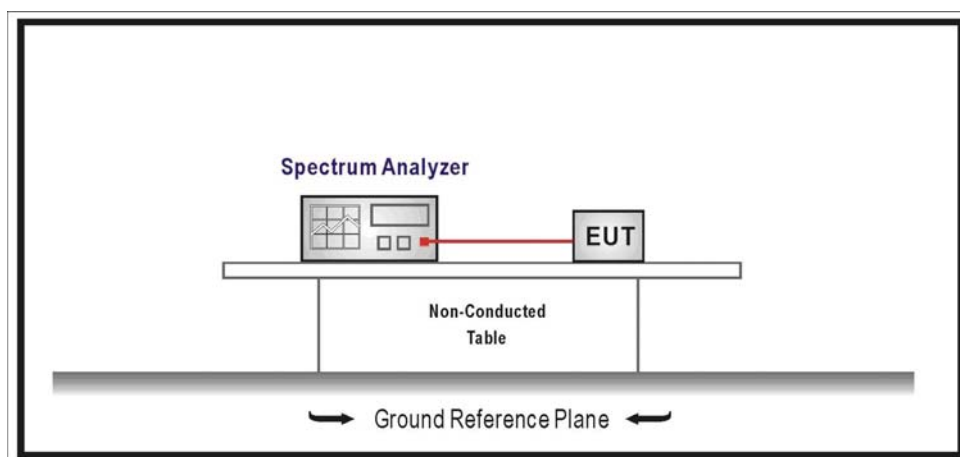 Spectrum Analyzer
EUT
Non-Conducted
Table
Ground Reference Plane